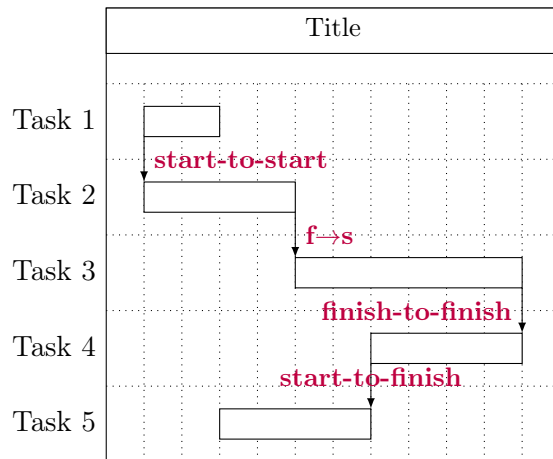 Title
Task 1
start-to-start
Task 2
f→s
Task 3
finish-to-finish
Task 4
start-to-finish
Task 5